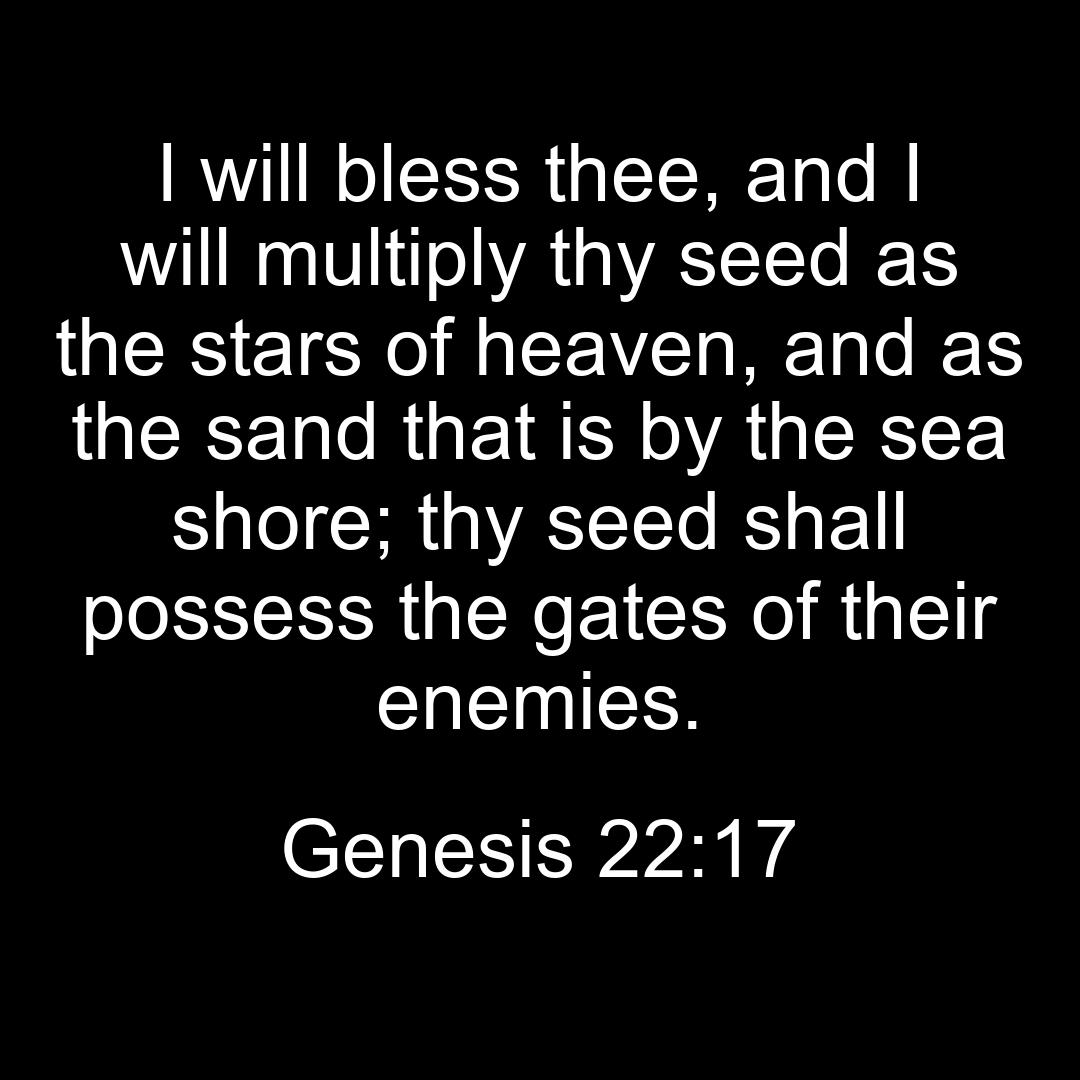 I will bless thee, and I
will multiply thy seed as
the stars of heaven, and as
the sand that is by the sea
shore; thy seed shall
possess the gates of their
enemies.
Genesis 22:17